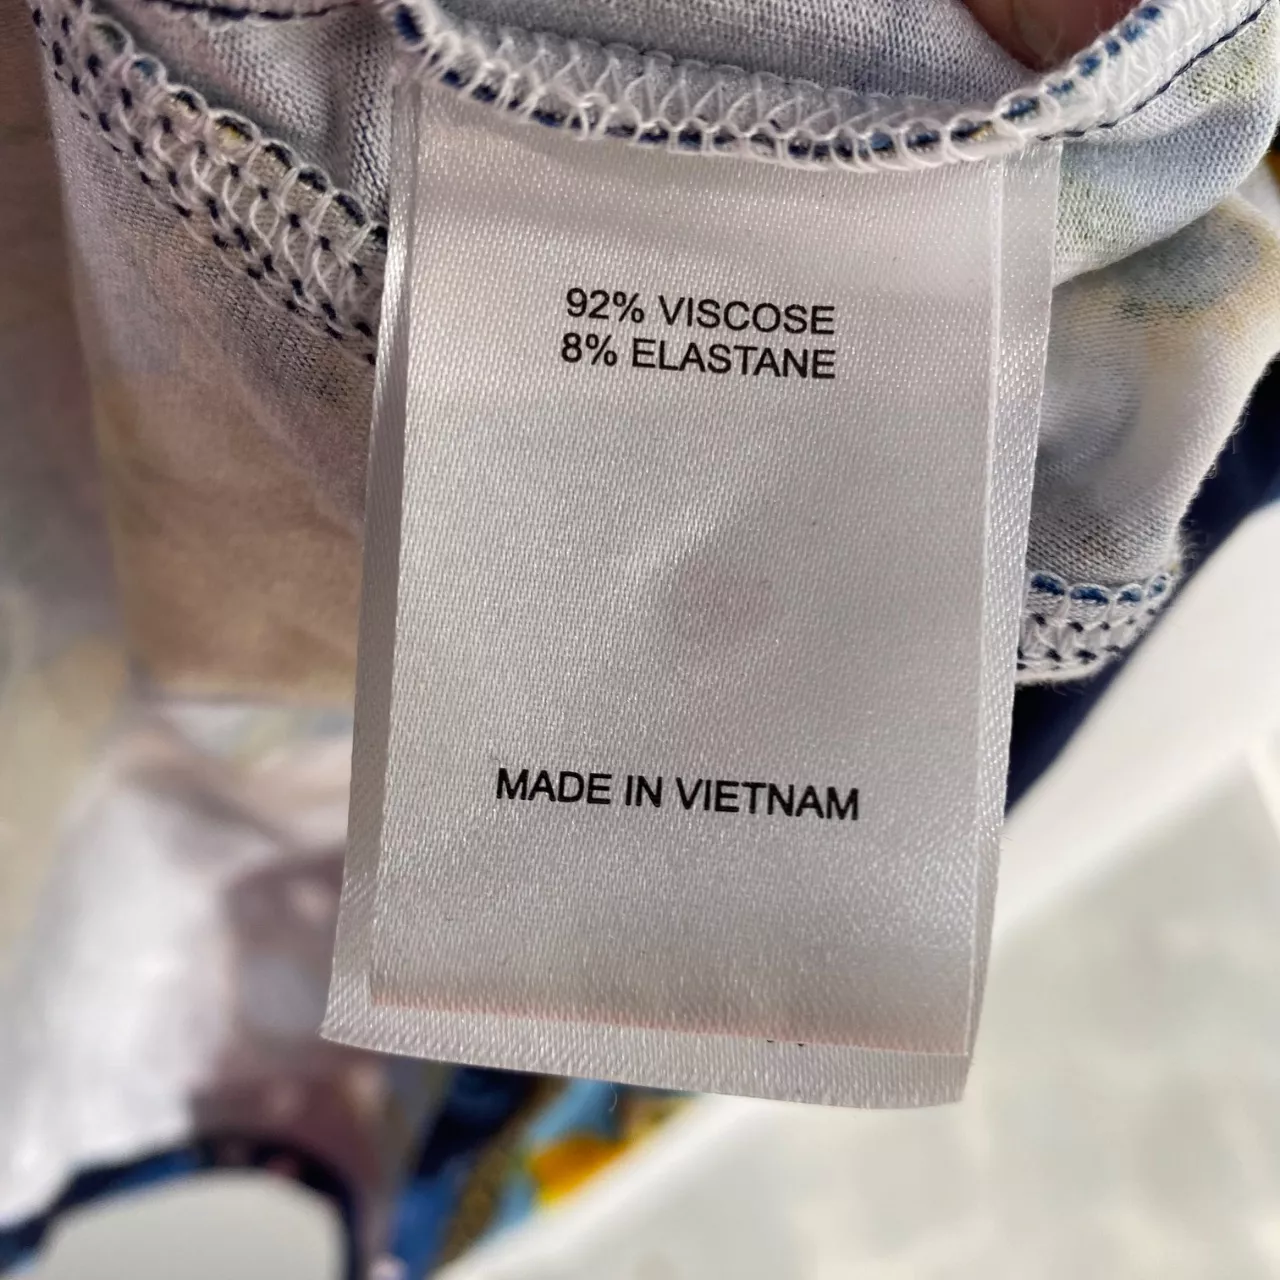 92% VISCOSE
8% ELASTANE
MADE IN VIETNAM